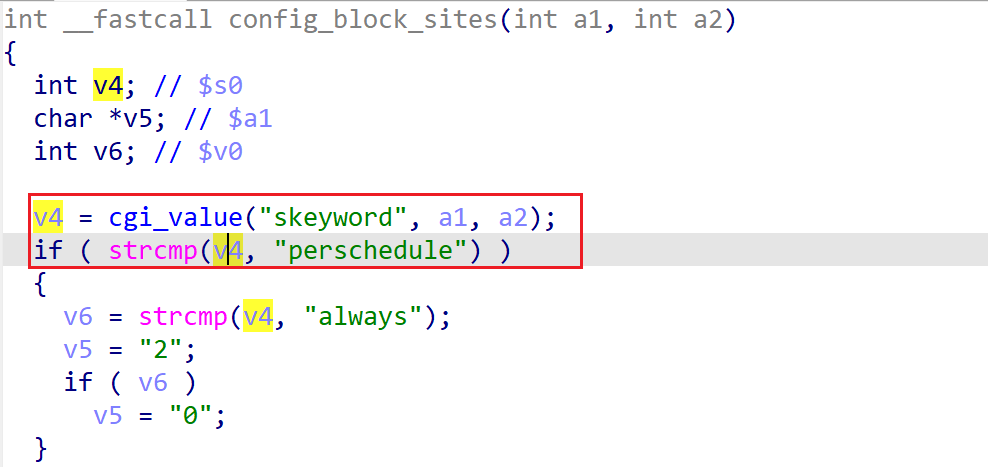 int __fastcall config_block_sites(int a1, int a2)
{
int v4; // $s0
char *v5; // $a1
int v6; // $v0
v4 = cgi_value("skeyword", a1, a2);
if ( strcmp(v4, "perschedule") )
{
v6 = strcmp(v4, "always");
v5 = "2";
if ( v6 )
v5 = "0";
}